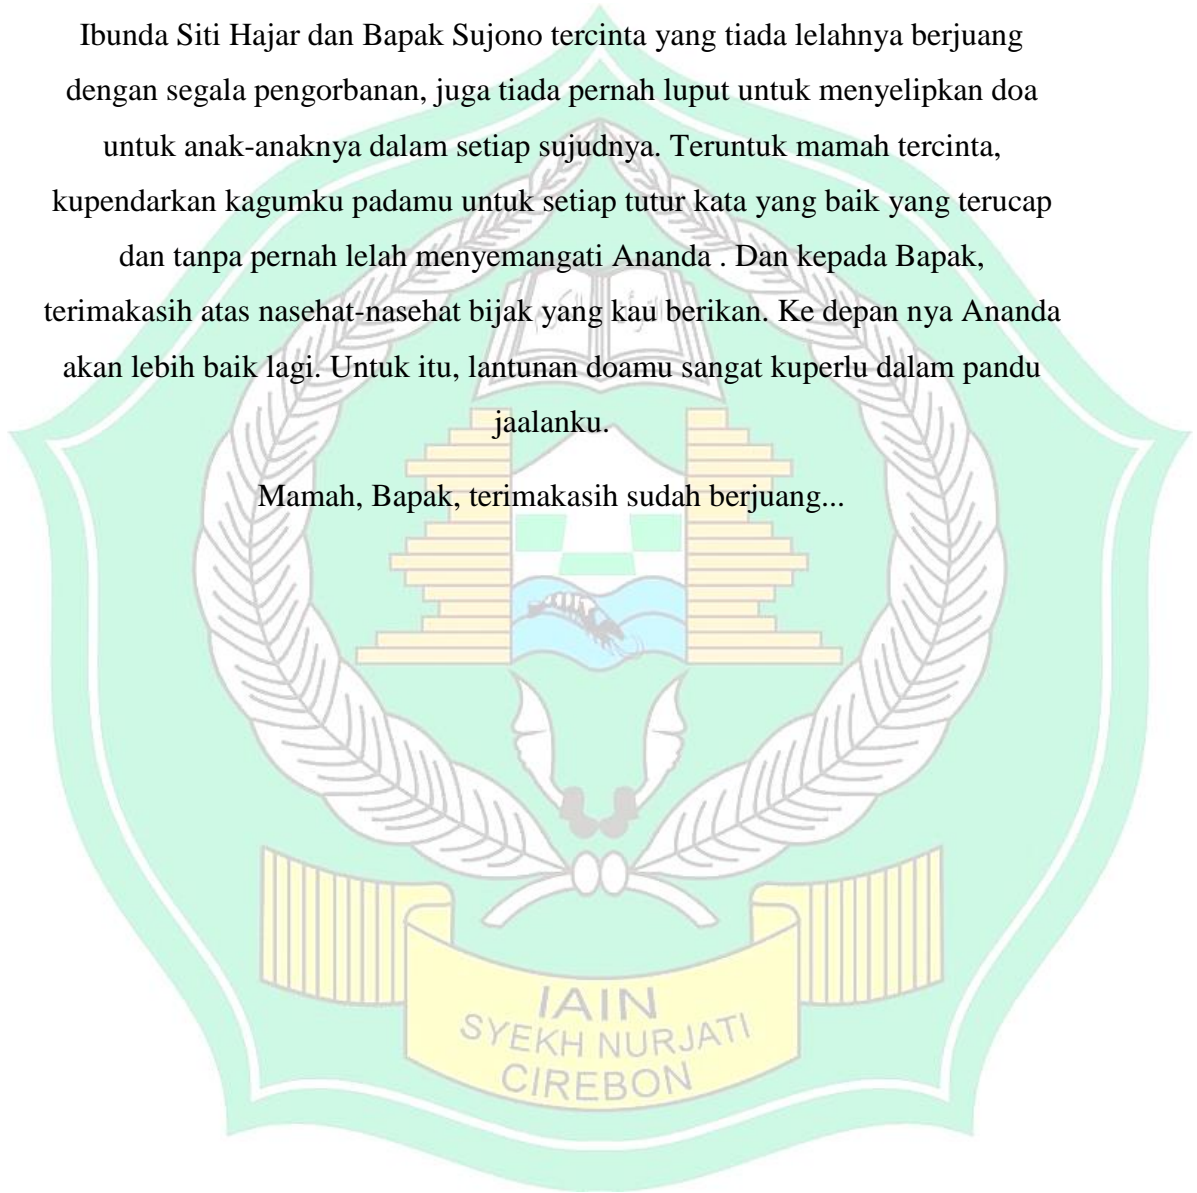 Ibunda Siti Hajar dan Bapak Sujono tercinta yang tiada lelahnya berjuang
dengan segala pengorbanan, juga tiada pernah luput untuk menyelipkan doa
untuk anak-anaknya dalam setiap sujudnya. Teruntuk mamah tercinta,
kupendarkan kagumku padamu untuk setiap tutur kata yang baik yang terucap
dan tanpa pernah lelah menyemangati Ananda . Dan kepada Bapak,
terimakasih atas nasehat-nasehat bijak yang kau berikan. Ke depan nya Ananda
akan lebih baik lagi. Untuk itu, lantunan doamu sangat kuperlu dalam pandu
jaalanku.
Mamah, Bapak, terimakasih sudah berjuang...
IAIN
SYEKH NURJATI
CIREBON